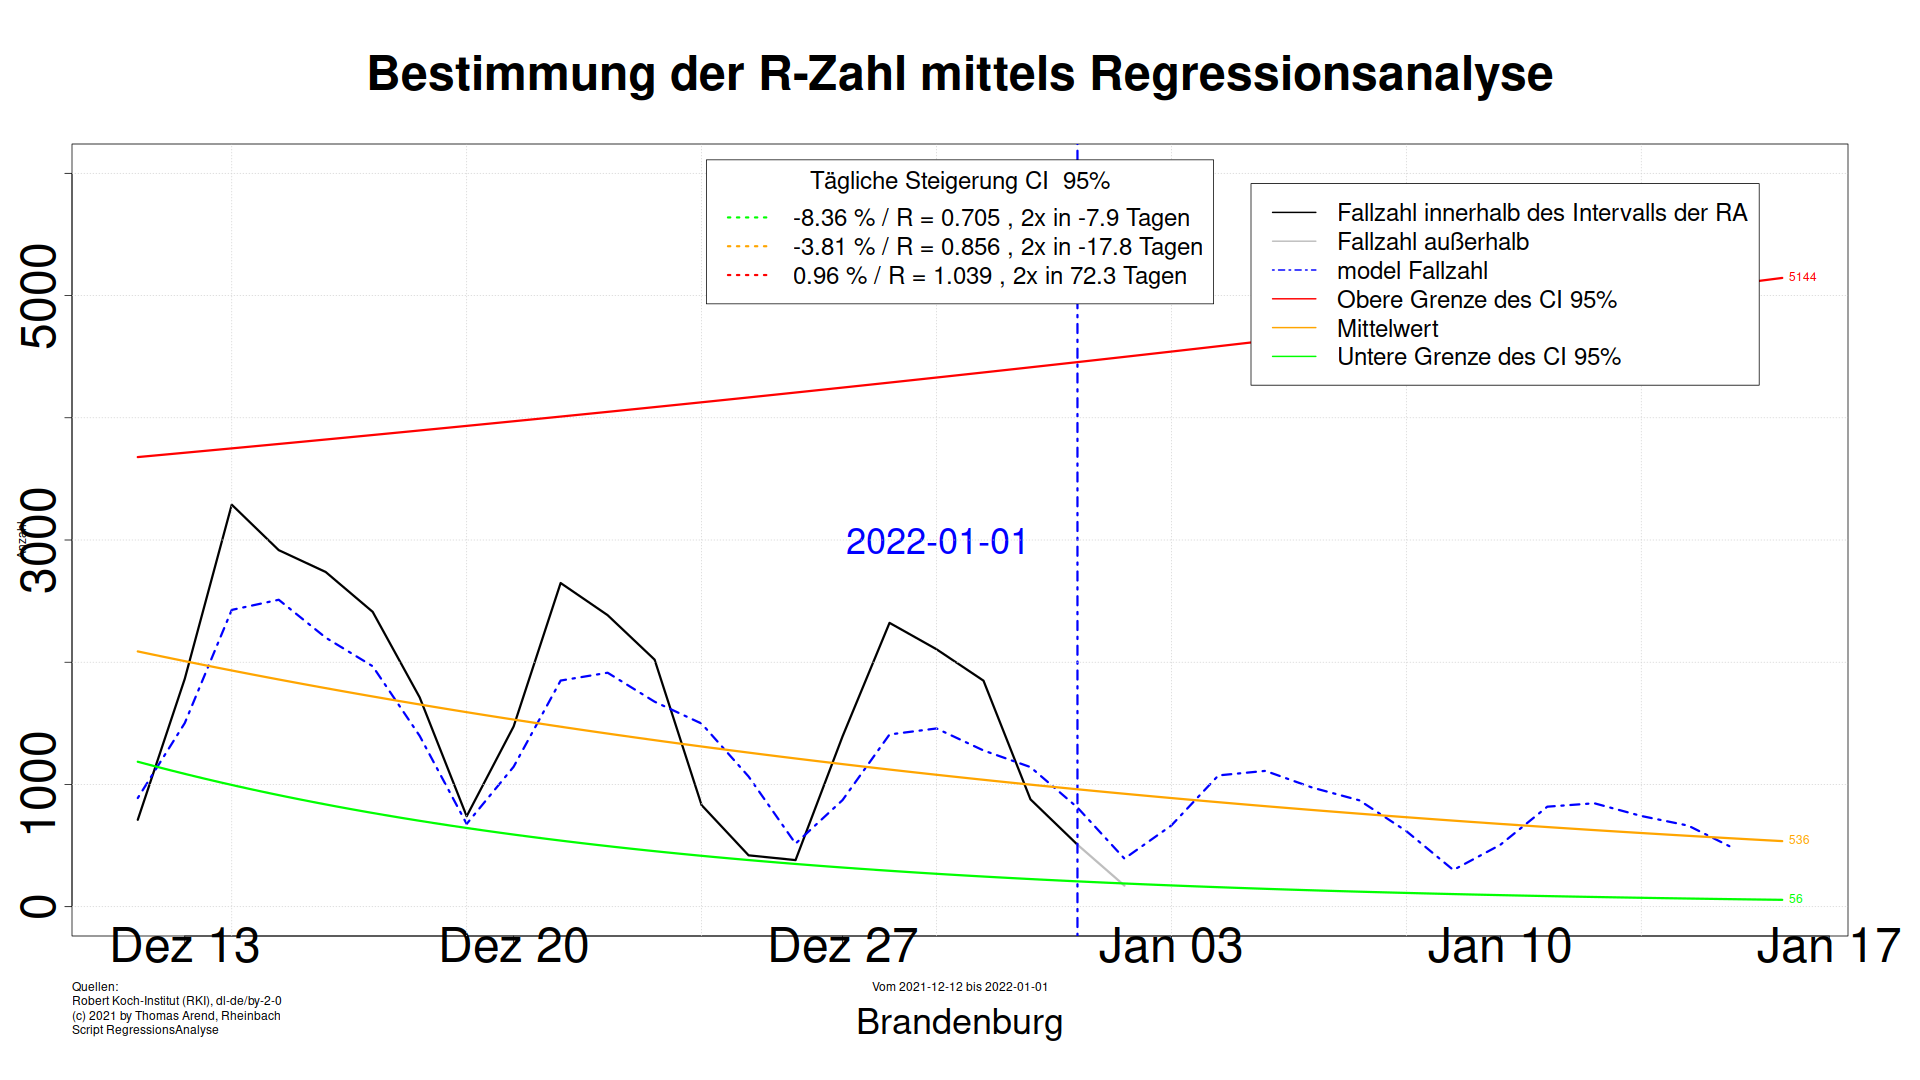 Bestimmung der R-Zahl mittels Regressionsanalyse
Tägliche Steigerung CI  95%
-8.36 % / R = 0.705 , 2x in -7.9 Tagen
-3.81 % / R = 0.856 , 2x in -17.8 Tagen
0.96 % / R = 1.039 , 2x in 72.3 Tagen
Fallzahl innerhalb des Intervalls der RA
Fallzahl außerhalb
model Fallzahl
Obere Grenze des CI 95%
Mittelwert
Untere Grenze des CI 95%
5144
5000
3000
1000
0
Anzahl
2022-01-01
536
56
Dez 13
Dez 20
Dez 27
Jan 03
Jan 10
Jan 17
Quellen:
Robert Koch-Institut (RKI), dl-de/by-2-0
(c) 2021 by Thomas Arend, Rheinbach
Script RegressionsAnalyse
Vom 2021-12-12 bis 2022-01-01
Brandenburg